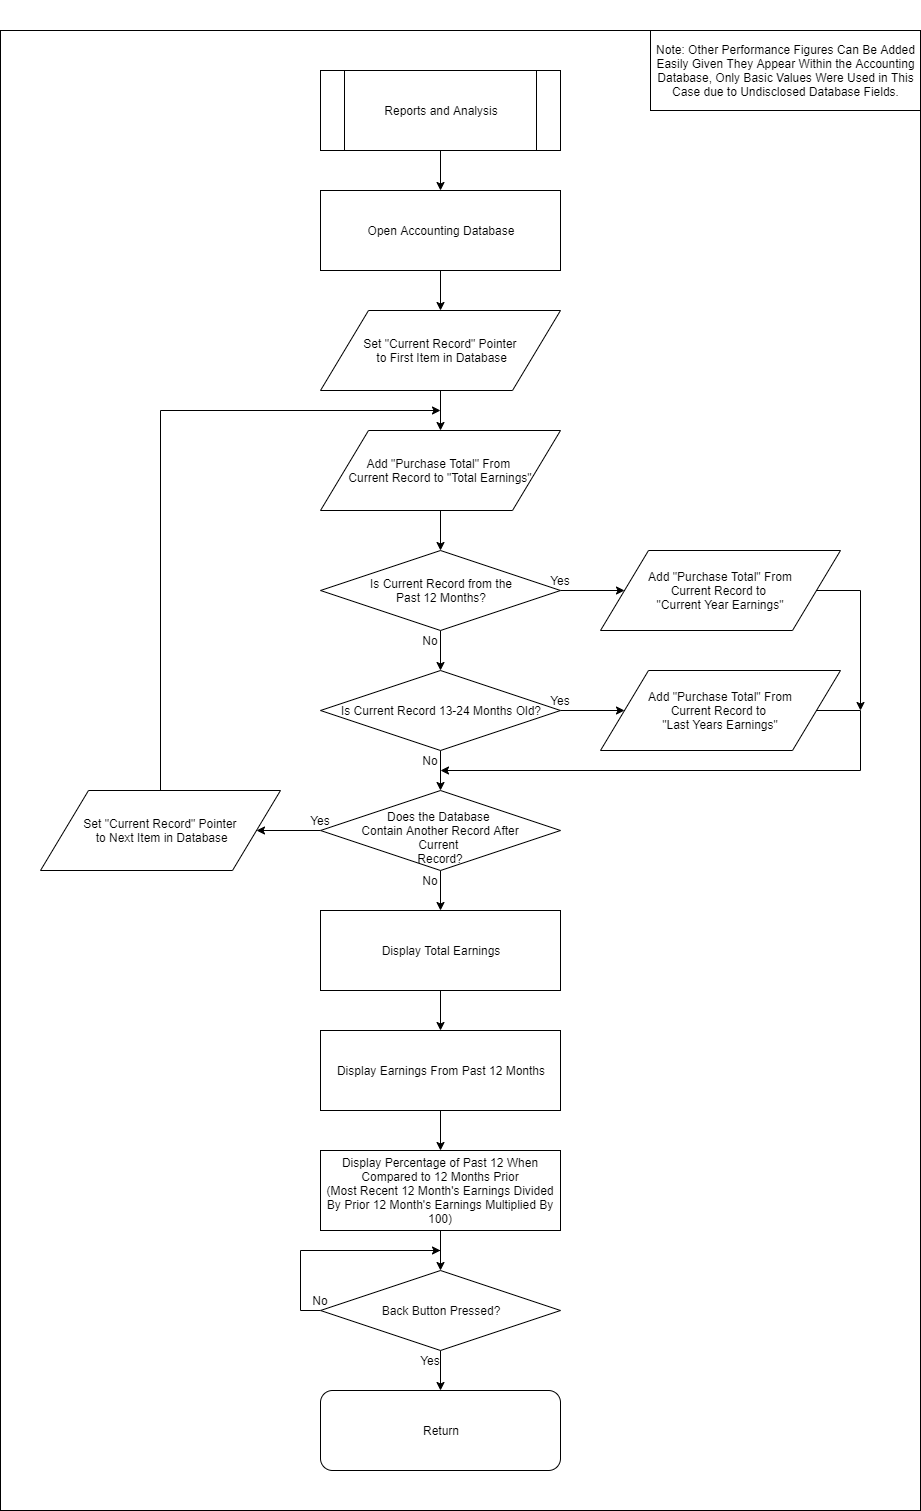 Note: Other Performance Figures Can Be Added
Easily Given They Appear Within the Accounting
Database, Only Basic Values Were Used in This
Case due to Undisclosed Database Fields.
Reports and Analysis
Open Accounting Database
Set "Current Record" Pointer
to First Item in Database
Add "Purchase Total" From
Current Record to "Total Earnings"
Is Current Record from the
Past 12 Months?
Yes
Add "Purchase Total" From
Current Record to
"Current Year Earnings"
No
Is Current Record 13-24 Months Old?
Yes
Add "Purchase Total" From
Current Record to
"Last Years Earnings"
No
Does the Database
Contain Another Record After
Current
Record?
Yes
Set "Current Record" Pointer
to Next Item in Database
No
Display Total Earnings
Display Earnings From Past 12 Months
Display Percentage of Past 12 When
Compared to 12 Months Prior
(Most Recent 12 Month's Earnings Divided
By Prior 12 Month's Earnings Multiplied By
100)
No
Back Button Pressed?
Yes
Return